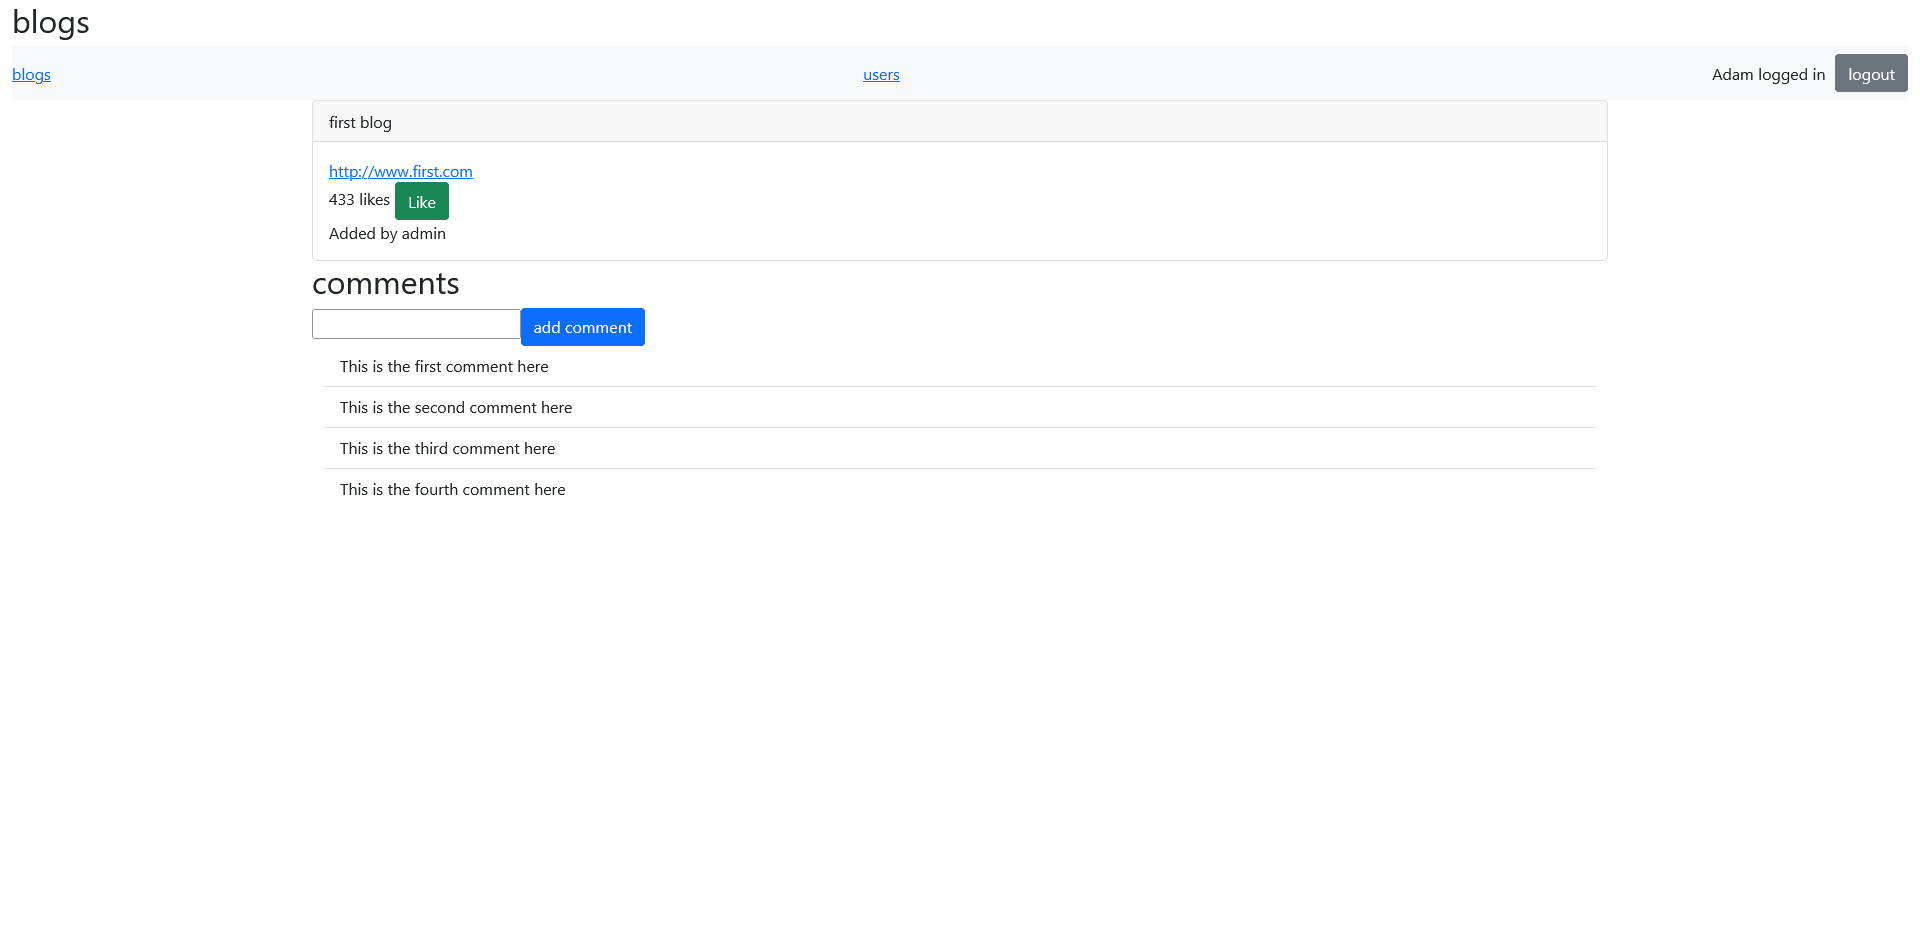 blogs
blogs users Adam logged in logout
first blog
http://www.first.com
433 likes Like
Added by admin
comments
add comment
This is the first comment here
This is the second comment here
This is the third comment here
This is the fourth comment here